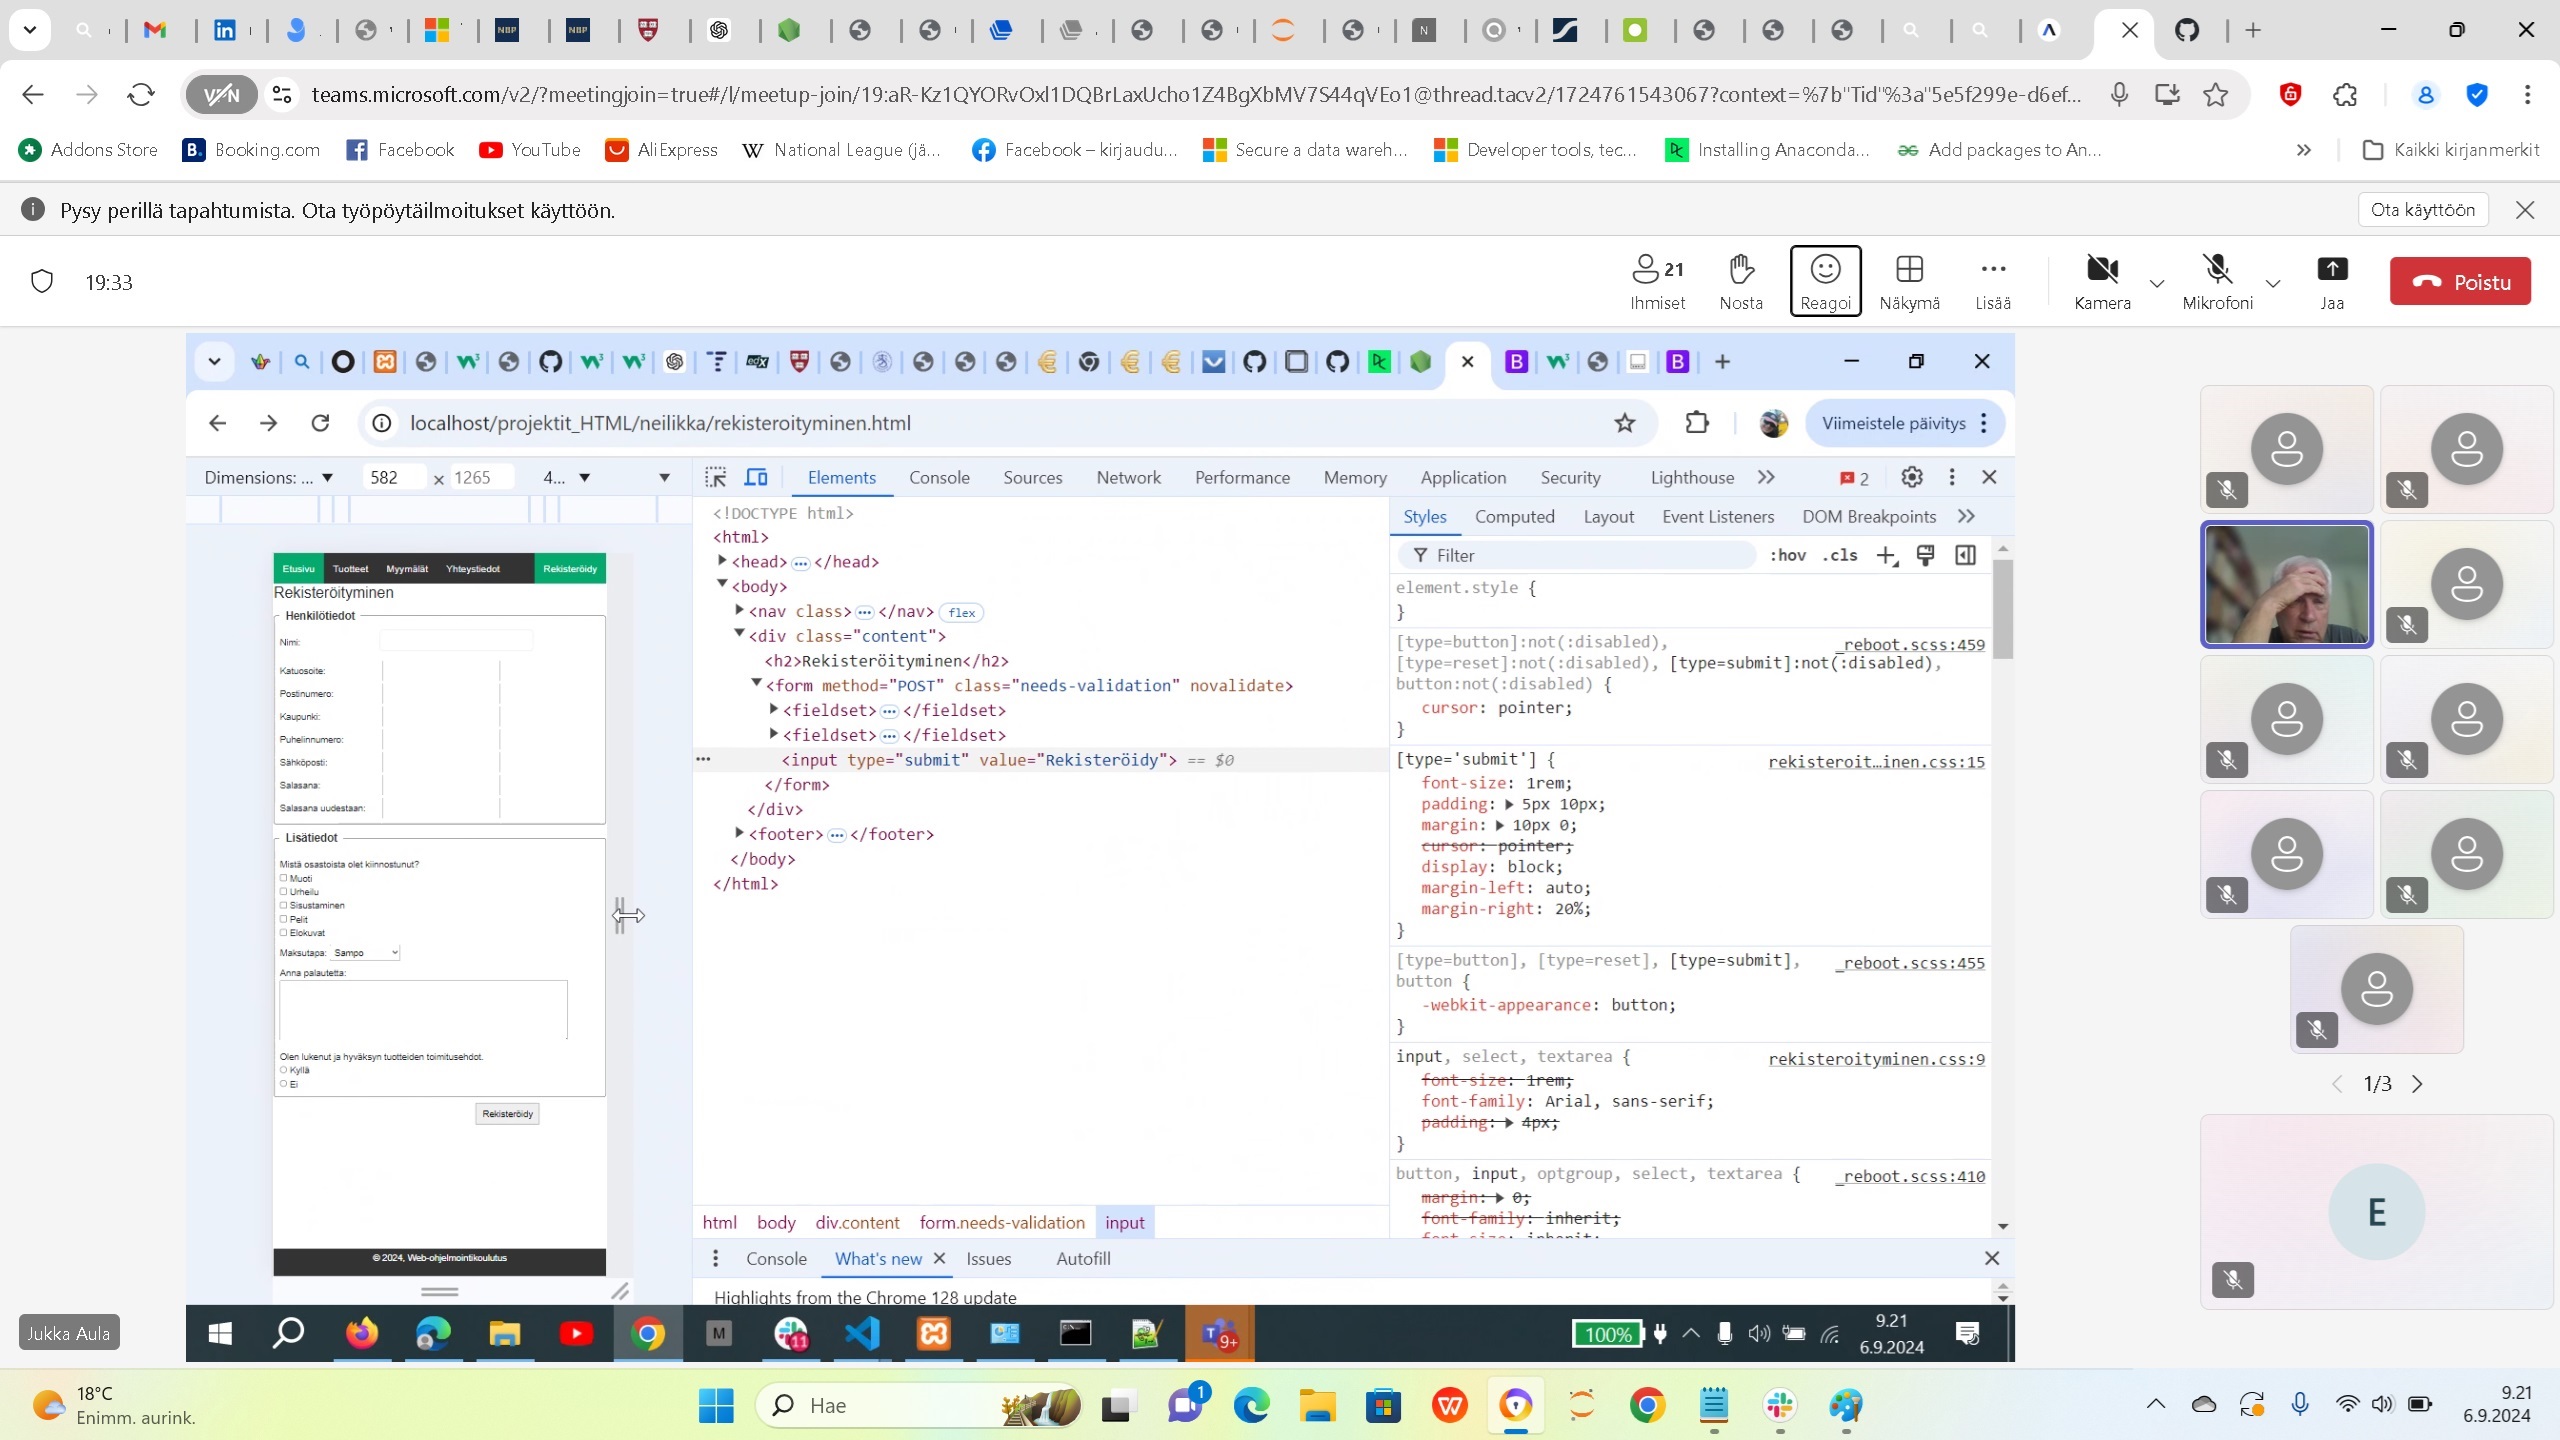 teams.microsoft.com/v2/?meetingjoin=true#/l/meetup-join/19:aR-Kz1QYORvOxl1DQBrLaxUcho1Z4BgXbMV7S44qVEo1@thread.tacv2/1724761543067?context=%7b"Tid"%3a"5e5f299e-d6ef...
Addons Store
Booking.com
Facebook
YouTube
AliExpress
National League (jä...
Facebook – kirjaudu...
Secure a data wareh...
Developer tools, tec...
Installing Anaconda...
Add packages to An...
Kaikki kirjanmerkit
Pysy perillä tapahtumista. Ota työpöytäilmoitukset käyttöön.
Ota käyttöön
19:33
21
Ihmiset
Nosta
Reagoi
Näkymä
Lisää
Kamera
Mikrofoni
Jaa
Poistu
localhost/projektit_HTML/neilikka/rekisteroityminen.html
Viimeistele päivitys
Dimensions: ...
582 × 1265
4...
Elements
Console
Sources
Network
Performance
Memory
Application
Security
Lighthouse
2
Etusivu
Tuotteet
Myymälät
Yhteystiedot
Rekisteröidy
Rekisteröityminen
Henkilötiedot
Nimi:
Katuosoite:
Postinumero:
Kaupunki:
Puhelinnumero:
Sähköposti:
Salasana:
Salasana uudestaan:
Lisätiedot
Mistä osastoista olet kiinnostunut?
Muoti
Urheilu
Sisustaminen
Pelit
Elokuvat
Maksutapa: Sampo
Anna palautetta:
Olen lukenut ja hyväksyn tuotteiden toimitusehdot.
Kyllä
Ei
Rekisteröidy
© 2024, Web-ohjelmointikoulutus
<!DOCTYPE html>
<html>
<head> ... </head>
<body>
<nav class> ... </nav> flex
<div class="content">
<h2>Rekisteröityminen</h2>
<form method="POST" class="needs-validation" novalidate>
<fieldset> ... </fieldset>
<fieldset> ... </fieldset>
<input type="submit" value="Rekisteröidy"> == $0
</form>
</div>
<footer> ... </footer>
</body>
</html>
html
body
div.content
form.needs-validation
input
Styles
Computed
Layout
Event Listeners
DOM Breakpoints
Filter
:hov
.cls
element.style {
}
[type=button]:not(:disabled), _reboot.scss:459
[type=reset]:not(:disabled), [type=submit]:not(:disabled),
button:not(:disabled) {
cursor: pointer;
}
[type='submit'] { rekisteroit…inen.css:15
font-size: 1rem;
padding: 5px 10px;
margin: 10px 0;
cursor: pointer;
display: block;
margin-left: auto;
margin-right: 20%;
}
[type=button], [type=reset], [type=submit], _reboot.scss:455
button {
-webkit-appearance: button;
}
input, select, textarea { rekisteroityminen.css:9
font-size: 1rem;
font-family: Arial, sans-serif;
padding: 4px;
}
button, input, optgroup, select, textarea { _reboot.scss:410
margin: 0;
font-family: inherit;
font-size: inherit;
Console
What's new
Issues
Autofill
Highlights from the Chrome 128 update
100%
9.21
6.9.2024
11
9+
1/3
E
Jukka Aula
18°C
Enimm. aurink.
Hae
1
9.21
6.9.2024